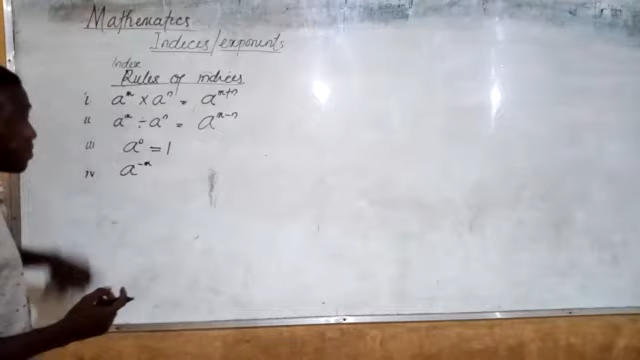 Mathematics
Indices/exponents
Index
Rules of indices
i aᵐ × aⁿ = aᵐ⁺ⁿ
ii aᵐ ÷ aⁿ = aᵐ⁻ⁿ
iii a⁰ = 1
iv a⁻ᵐ